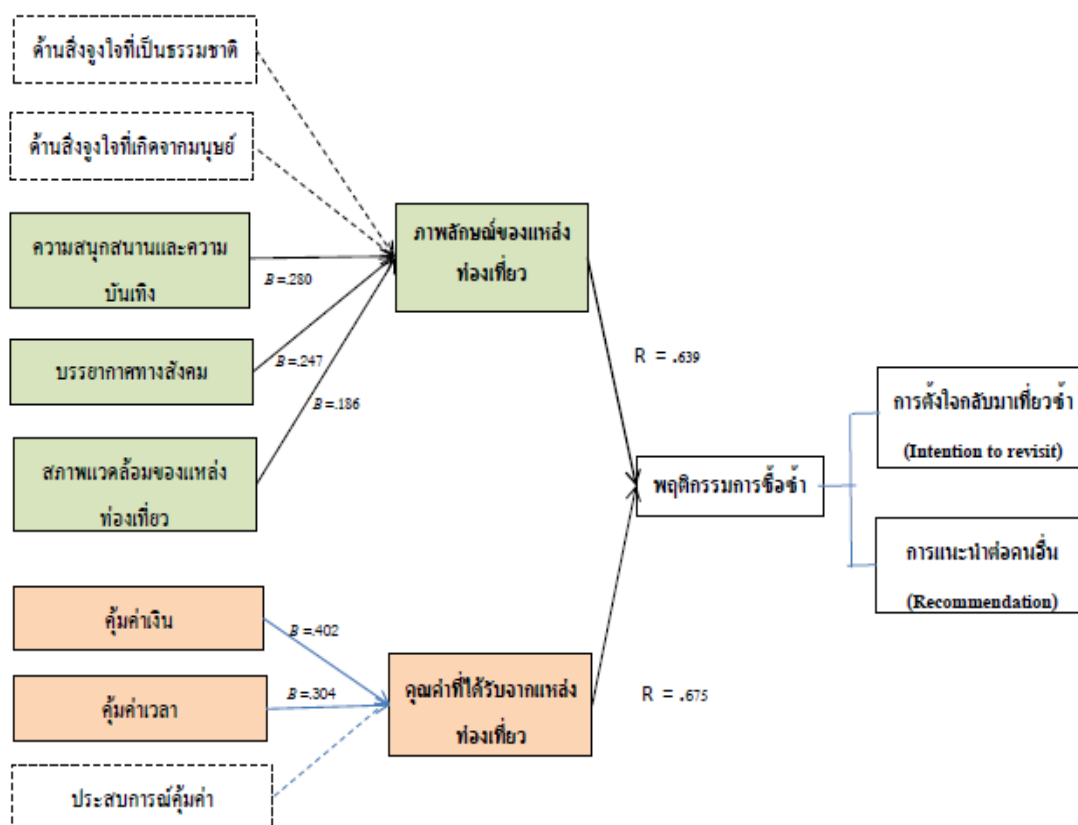 ด้านสิ่งจูงใจที่เป็นธรรมชาติ
ด้านสิ่งจูงใจที่เกิดจากมนุษย์
ความสนุกสนานและความ
บันเทิง
B=.280
บรรยากาศทางสังคม
B=.247
B=.186
สภาพแวดล้อมของแหล่ง
ท่องเที่ยว
ภาพลักษณ์ของแหล่ง
ท่องเที่ยว
R = .639
คุ้มค่าเงิน
B=.402
คุ้มค่าเวลา
B=.304
ประสบการณ์คุ้มค่า
คุณค่าที่ได้รับจากแหล่ง
ท่องเที่ยว
R = .675
พฤติกรรมการซื้อซ้ำ
การตั้งใจกลับมาเที่ยวซ้ำ
(Intention to revisit)
การแนะนำต่อคนอื่น
(Recommendation)